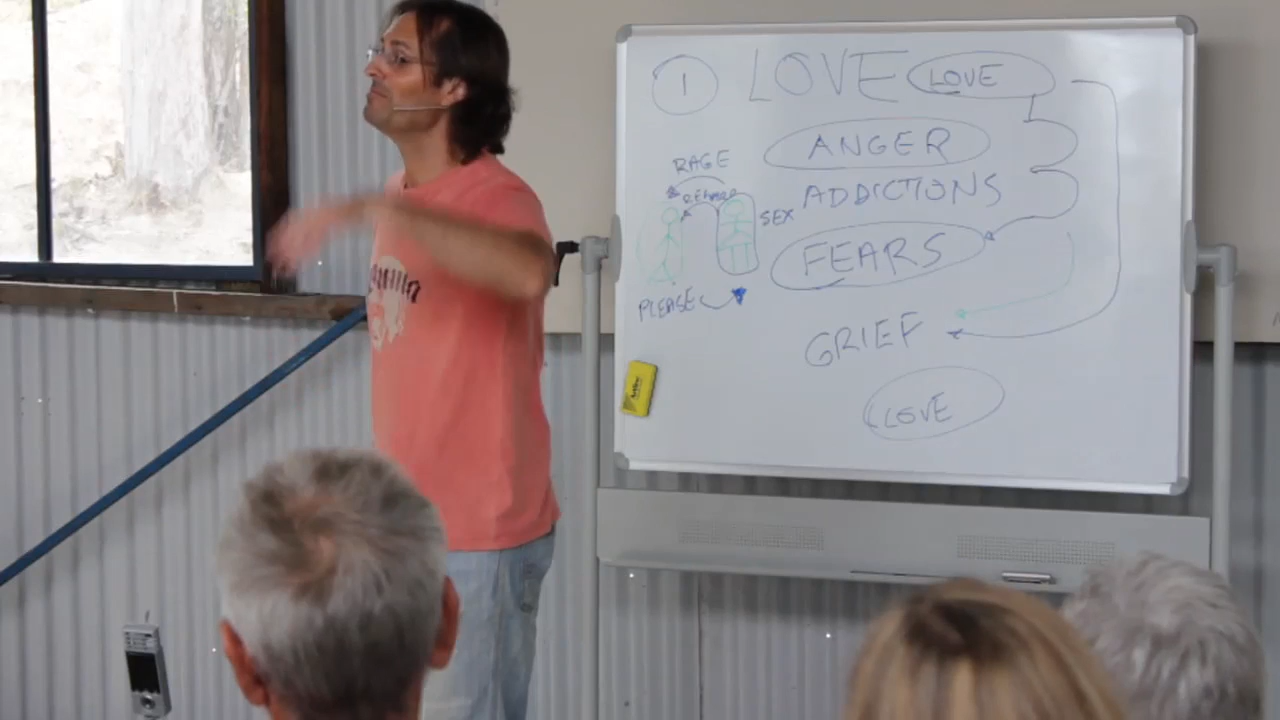 1 LOVE LOVE
ANGER
RAGE
ADDICTIONS
SEX
FEARS
PLEASE
GRIEF
LOVE